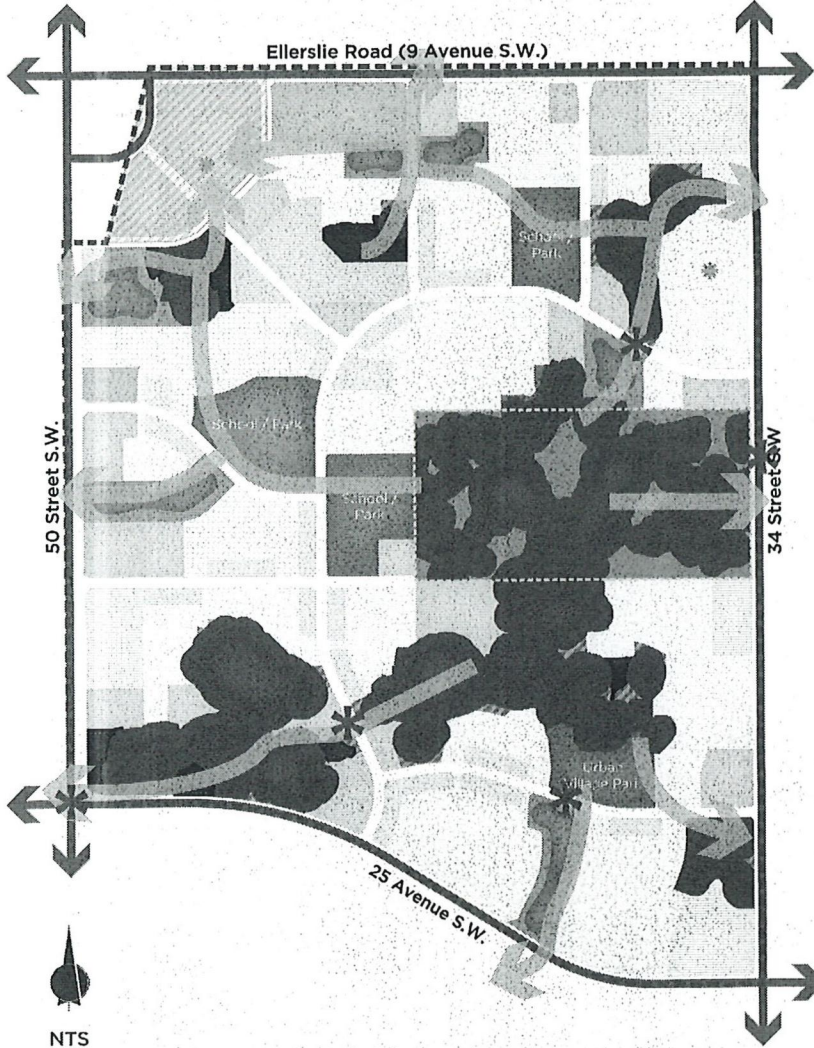 Ellerslie Road (9 Avenue S.W.)
School /
Park
School / Park
50 Street S.W.
34 Street S.W
School /
Park
Urban
Village Park
25 Avenue S.W.
NTS